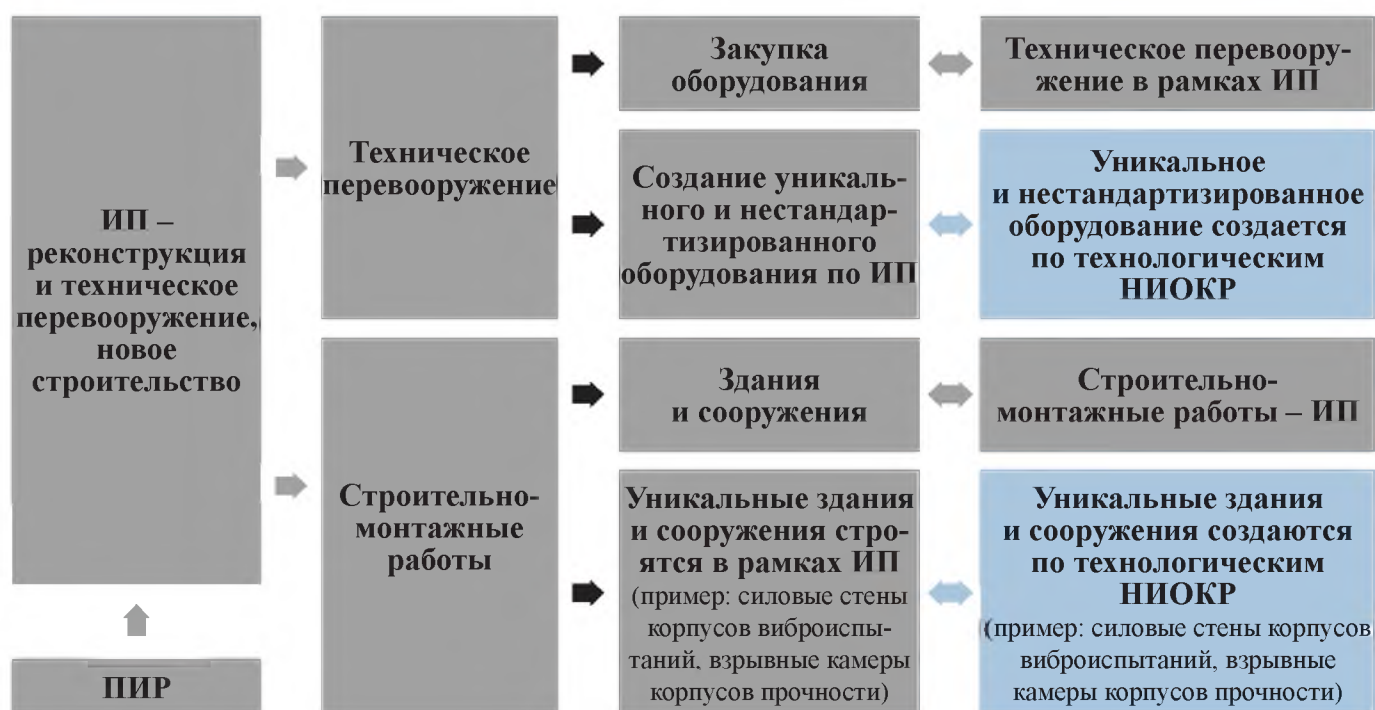 ИП –
реконструкция
и техническое
перевооружение,
новое
строительство
ПИР
Техническое
перевооружение
Строительно-
монтажные
работы
Закупка
оборудования
Создание уникаль-
ного и нестандар-
тизированного
оборудования по ИП
Здания
и сооружения
Уникальные здания
и сооружения стро-
ятся в рамках ИП
(пример: силовые стены
корпусов виброиспы-
таний, взрывные камеры
корпусов прочности)
Техническое перевоору-
жение в рамках ИП
Уникальное
и нестандартизированное
оборудование создается
по технологическим
НИОКР
Строительно-
монтажные работы – ИП
Уникальные здания
и сооружения создаются
по технологическим
НИОКР
(пример: силовые стены корпусов
виброиспытаний, взрывные
камеры корпусов прочности)